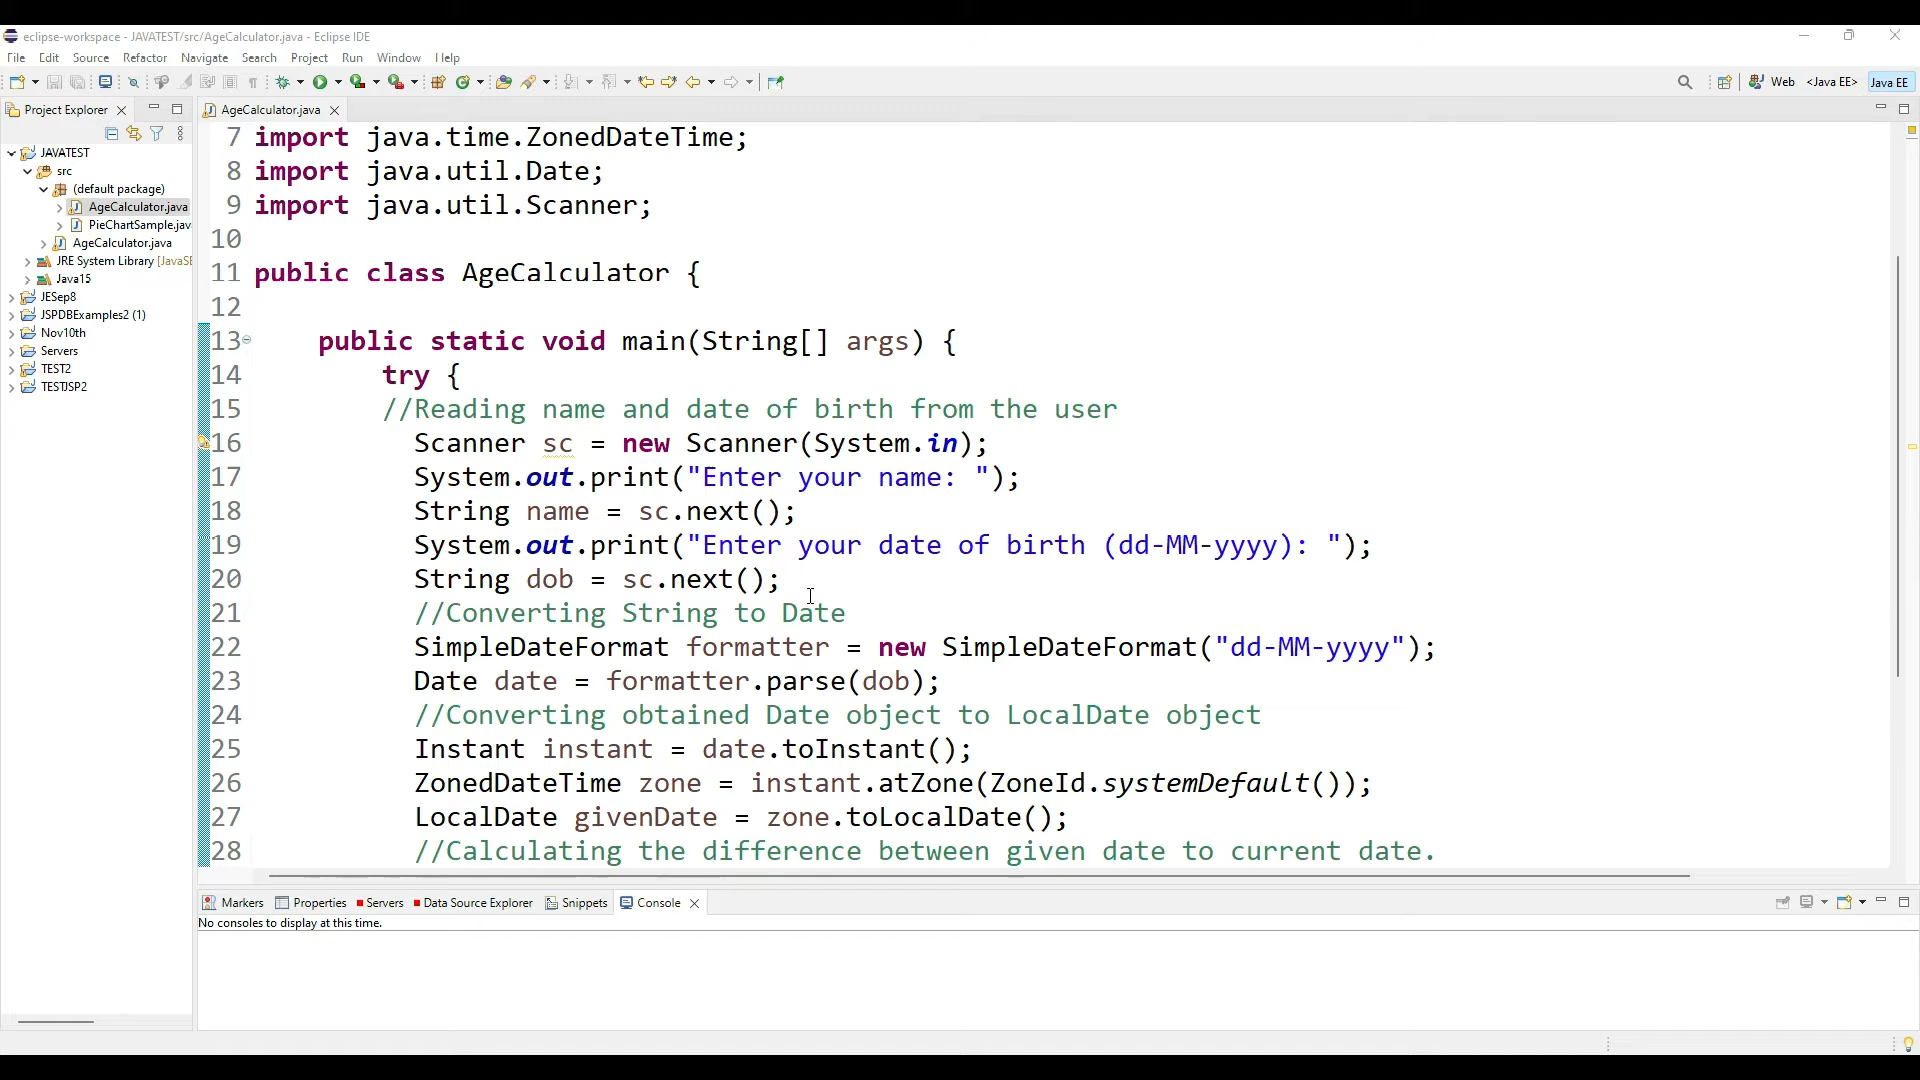 eclipse-workspace - JAVATEST/src/AgeCalculator.java - Eclipse IDE
File Edit Source Refactor Navigate Search Project Run Window Help
Web <Java EE> Java EE
Project Explorer
JAVATEST
src
(default package)
AgeCalculator.java
PieChartSample.jav
AgeCalculator.java
JRE System Library [JavaSE
Java15
JESep8
JSPDBExamples2 (1)
Nov10th
Servers
TEST2
TESTJSP2
AgeCalculator.java
7 import java.time.ZonedDateTime;
8 import java.util.Date;
9 import java.util.Scanner;
10
11 public class AgeCalculator {
12
13 public static void main(String[] args) {
14 try {
15 //Reading name and date of birth from the user
16 Scanner sc = new Scanner(System.in);
17 System.out.print("Enter your name: ");
18 String name = sc.next();
19 System.out.print("Enter your date of birth (dd-MM-yyyy): ");
20 String dob = sc.next();
21 //Converting String to Date
22 SimpleDateFormat formatter = new SimpleDateFormat("dd-MM-yyyy");
23 Date date = formatter.parse(dob);
24 //Converting obtained Date object to LocalDate object
25 Instant instant = date.toInstant();
26 ZonedDateTime zone = instant.atZone(ZoneId.systemDefault());
27 LocalDate givenDate = zone.toLocalDate();
28 //Calculating the difference between given date to current date.
Markers Properties Servers Data Source Explorer Snippets Console
No consoles to display at this time.